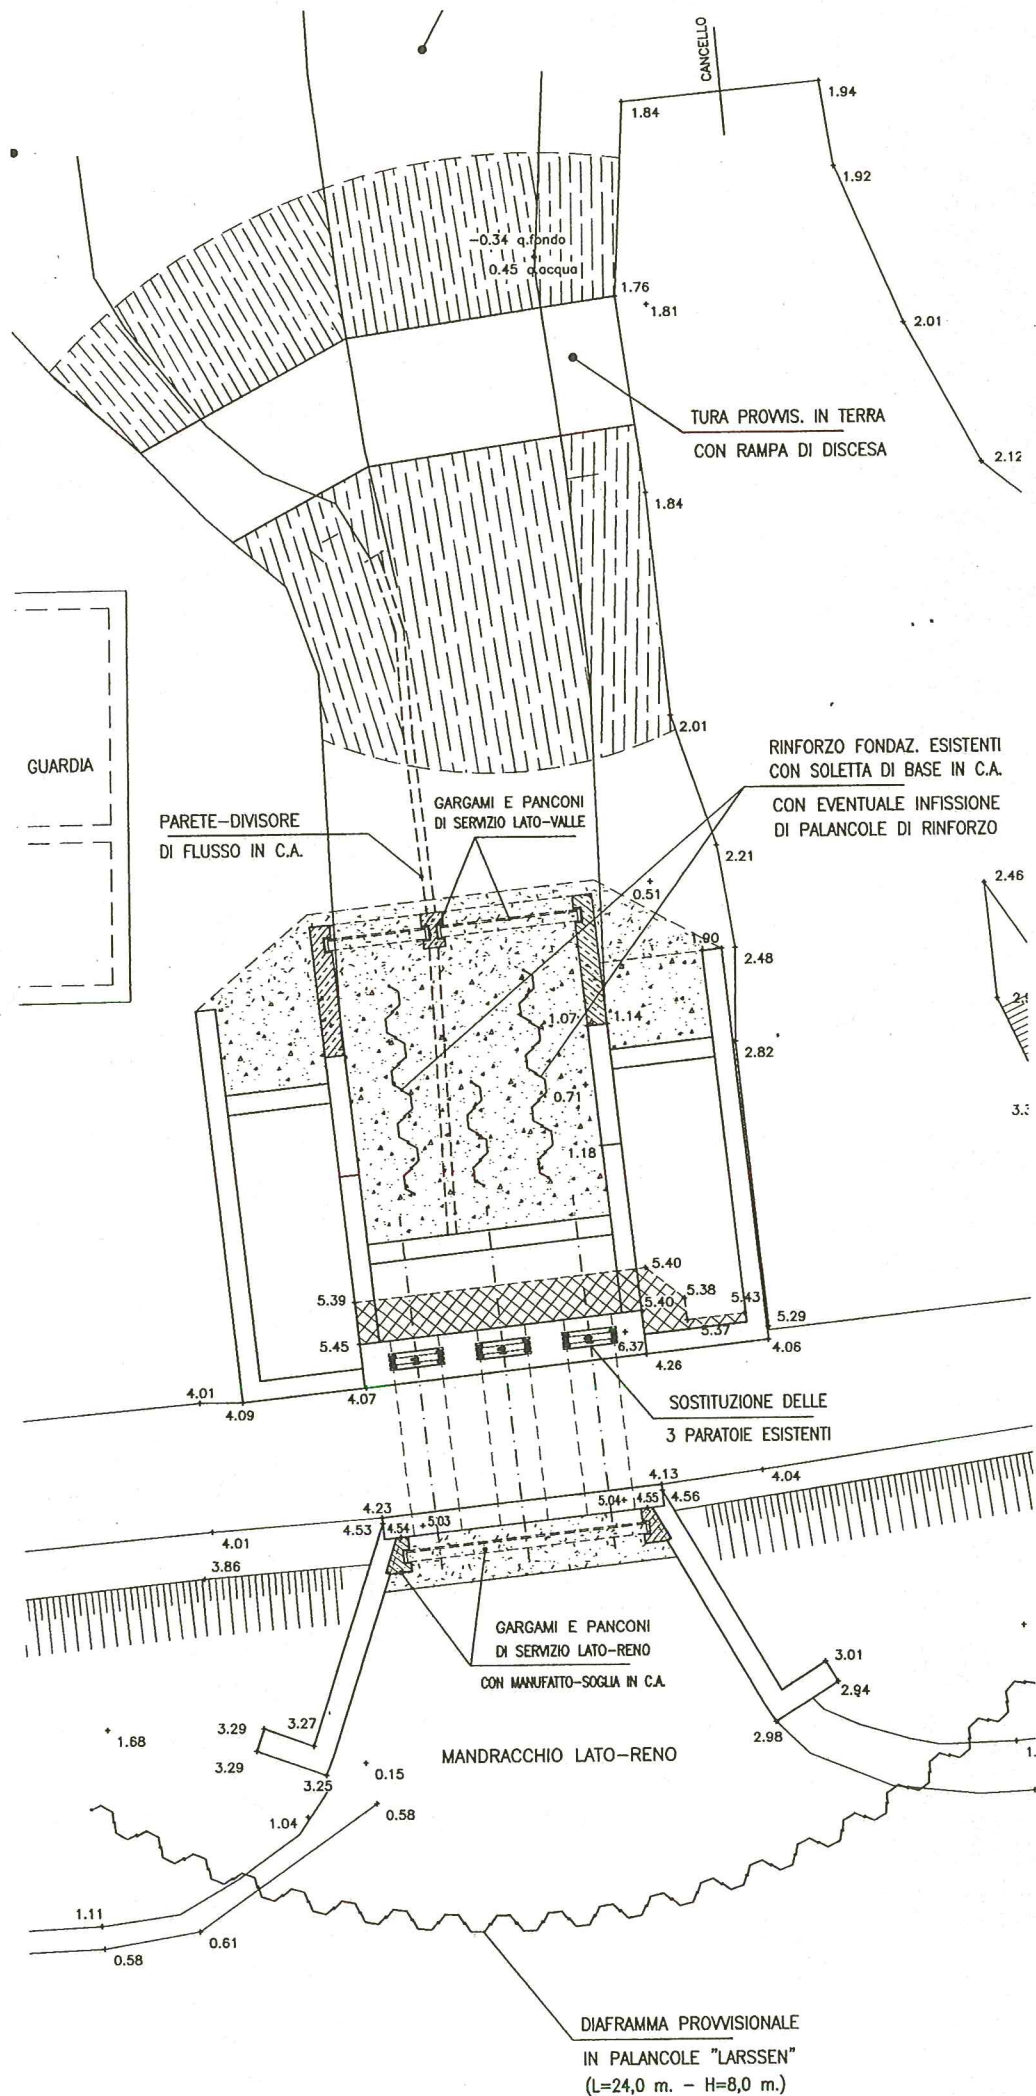 CANCELLO
1.84
1.94
1.92
-0.34 q.fondo
0.45 q.acqua
1.76
1.81
2.01
TURA PROVVIS. IN TERRA
CON RAMPA DI DISCESA
2.12
1.84
2.01
GUARDIA
RINFORZO FONDAZ. ESISTENTI
CON SOLETTA DI BASE IN C.A.
CON EVENTUALE INFISSIONE
DI PALANCOLE DI RINFORZO
PARETE-DIVISORE
DI FLUSSO IN C.A.
GARGAMI E PANCONI
DI SERVIZIO LATO-VALLE
2.21
2.46
0.51
1.90
2.48
1.07
1.14
2.82
0.71
1.18
5.40
5.39
5.38
5.40
5.43
5.37
5.29
5.45
6.37
4.26
4.06
4.01
4.09
4.07
SOSTITUZIONE DELLE
3 PARATOIE ESISTENTI
4.13
4.04
4.23
5.04
4.55
4.56
4.53
4.54
5.03
4.01
3.86
GARGAMI E PANCONI
DI SERVIZIO LATO-RENO
CON MANUFATTO-SOGLIA IN C.A.
3.01
2.94
3.29
3.27
1.68
2.98
3.29
MANDRACCHIO LATO-RENO
3.25
0.15
1.04
0.58
1.11
0.61
0.58
DIAFRAMMA PROVVISIONALE
IN PALANCOLE "LARSSEN"
(L=24,0 m. - H=8,0 m.)